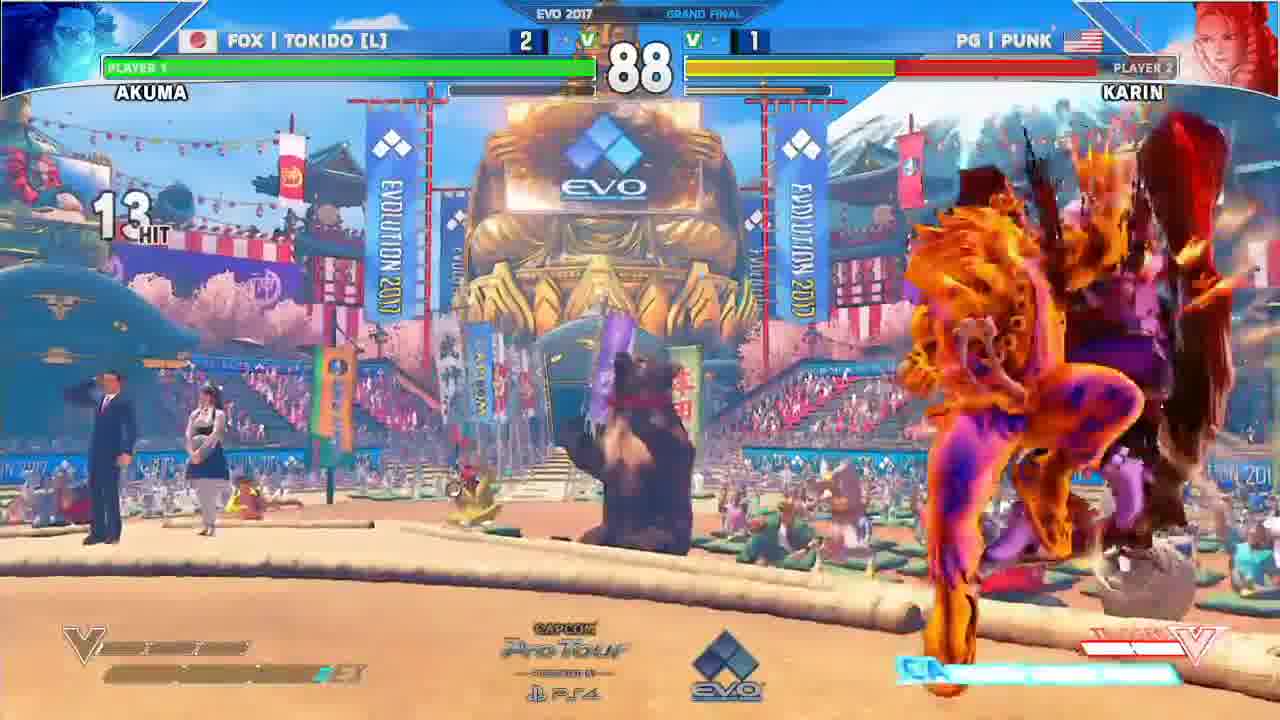 EVO 2017 GRAND FINAL
FOX | TOKIDO [L] 2 V 88 V 1 PG | PUNK
PLAYER 1 PLAYER 2
AKUMA KARIN
13 HIT
EVO
EVOLUTION 2017
EVOLUTION 2017
V EX
V
CAPCOM
Pro Tour
PS4
EVO